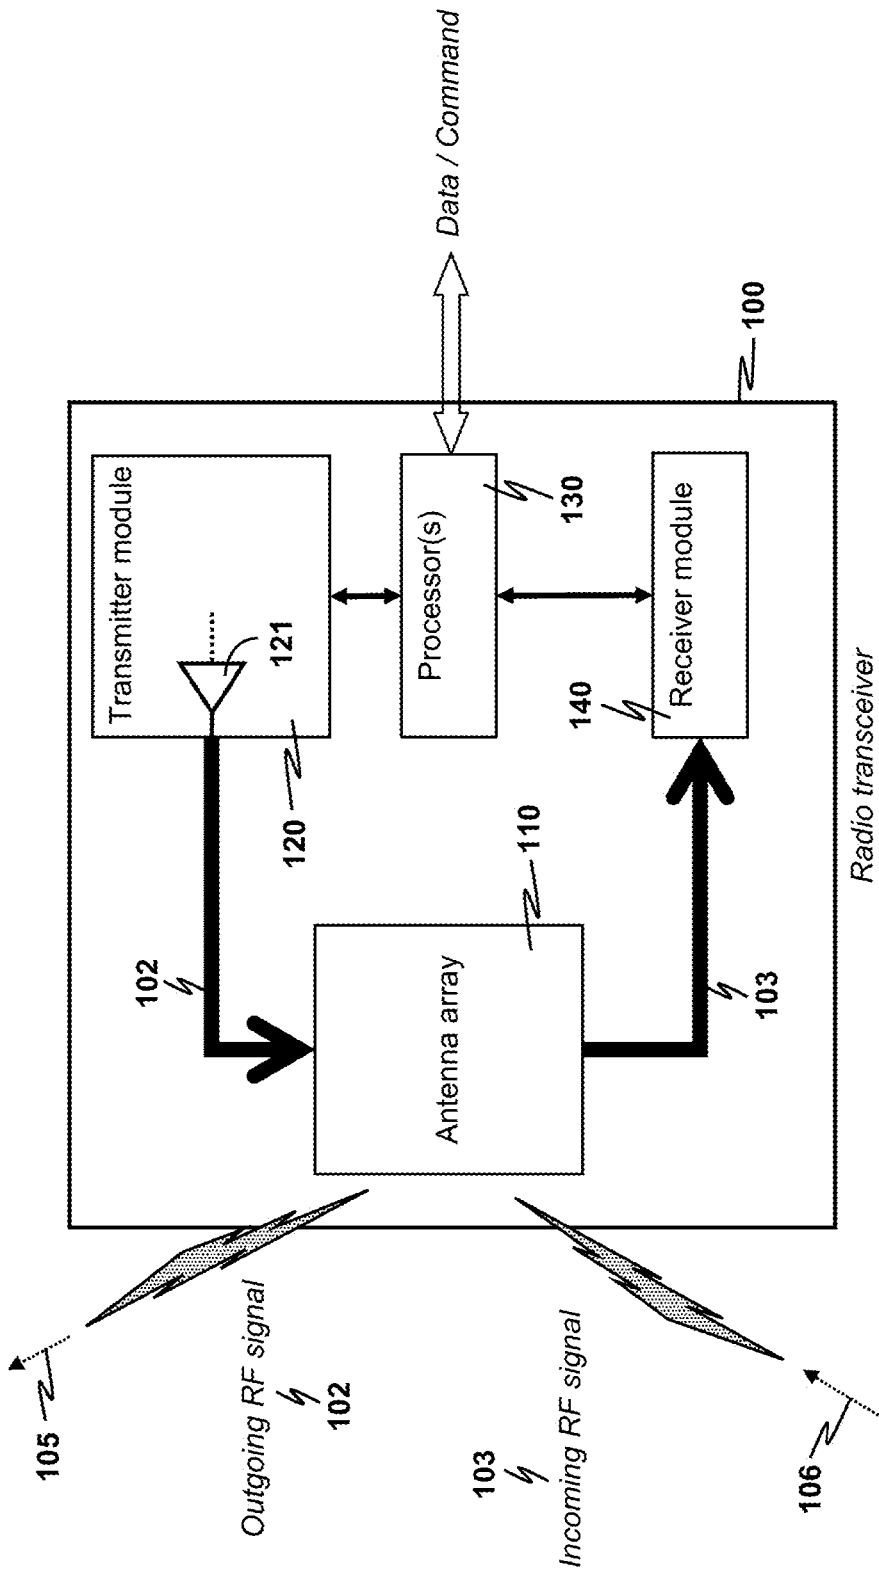 105
Outgoing RF signal
102
103
Incoming RF signal
106
102
Antenna array
110
103
120
Transmitter module
121
Processor(s)
130
140
Receiver module
100
Data / Command
Radio transceiver